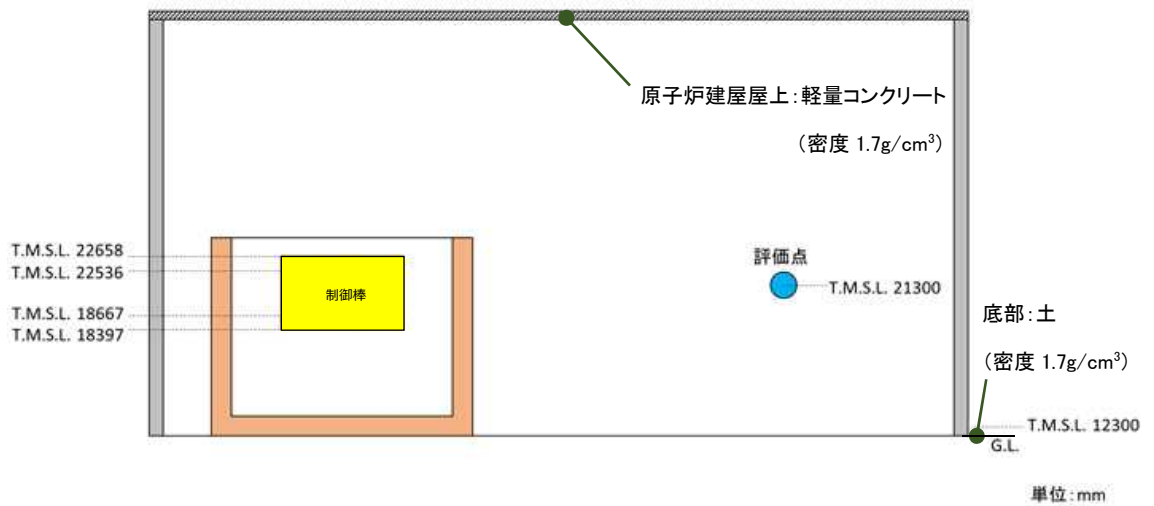 原子炉建屋屋上：軽量コンクリート
（密度 1.7g/cm³）
T.M.S.L. 22658
T.M.S.L. 22536
T.M.S.L. 18667
T.M.S.L. 18397
制御棒
評価点
T.M.S.L. 21300
底部：土
（密度 1.7g/cm³）
T.M.S.L. 12300
G.L.
単位：mm